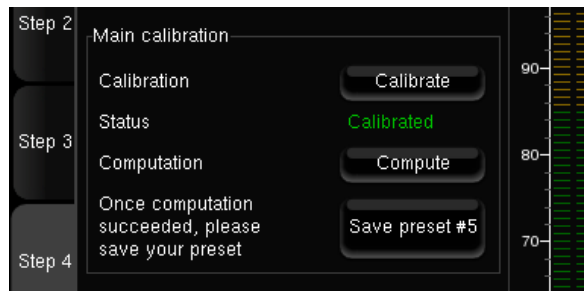 Step 2
Main calibration
Calibration Calibrate
90
Status Calibrated
Step 3
Computation Compute
80
Once computation
succeeded, please
save your preset
Save preset #5
70
Step 4